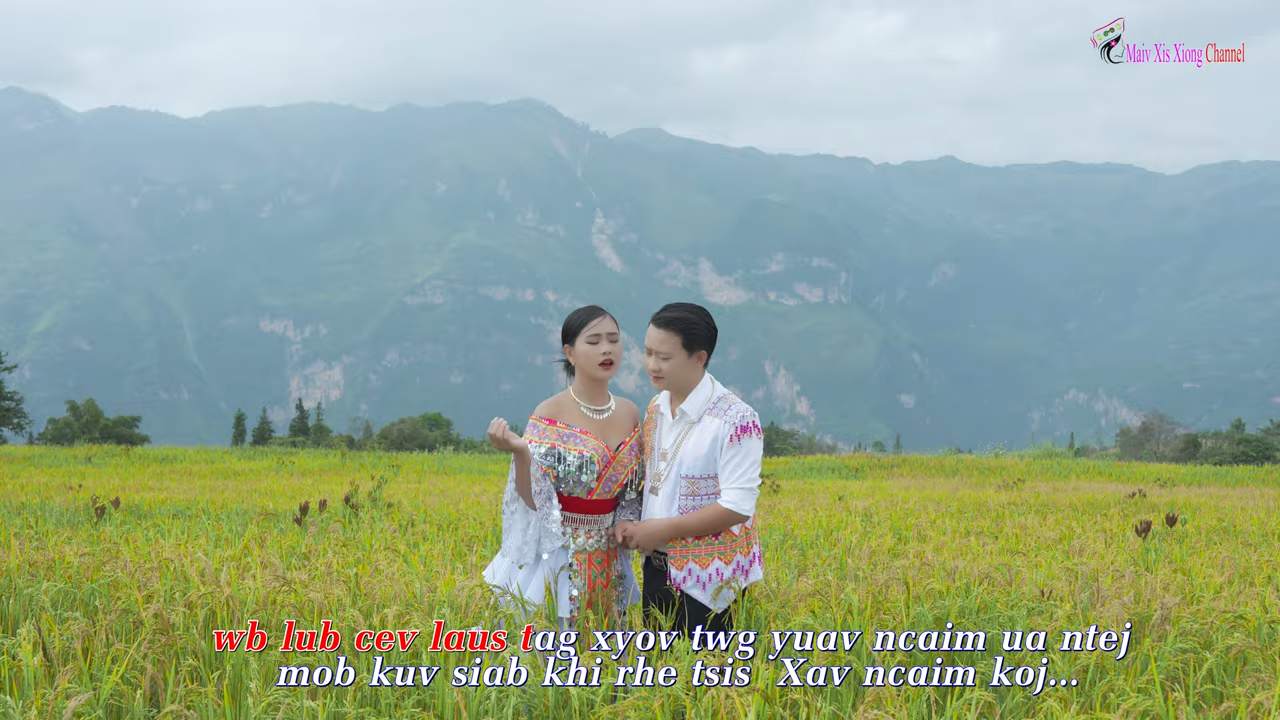 Maiv Xis Xiong Channel
wb lub cev laus tag xyov twg yuav ncaim ua ntej
mob kuv siab khi rhe tsis Xav ncaim koj...